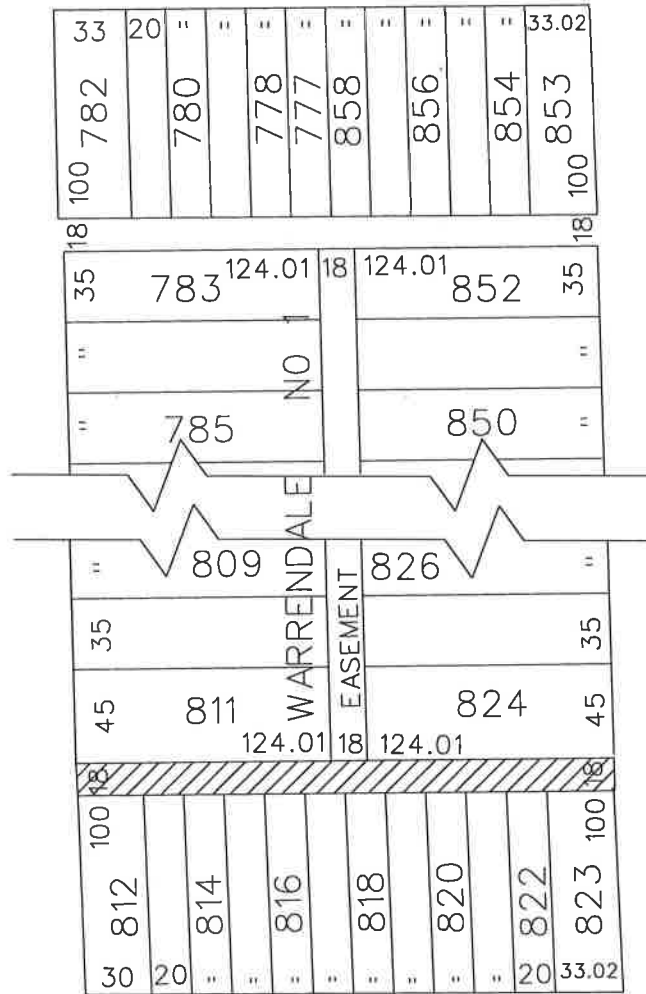 33 20 " " " " " " " " " 33.02
782 780 778 777 858 856 854 853
100 100
18 18
35 783 124.01 18 124.01 852 35
" "
" 785 850 "
WARRENDALE NO 1
" 809 826 "
EASEMENT
35 35
45 811 824 45
124.01 18 124.01
18 18
100 100
812 814 816 818 820 822 823
30 20 " " " " " " " " 20 33.02